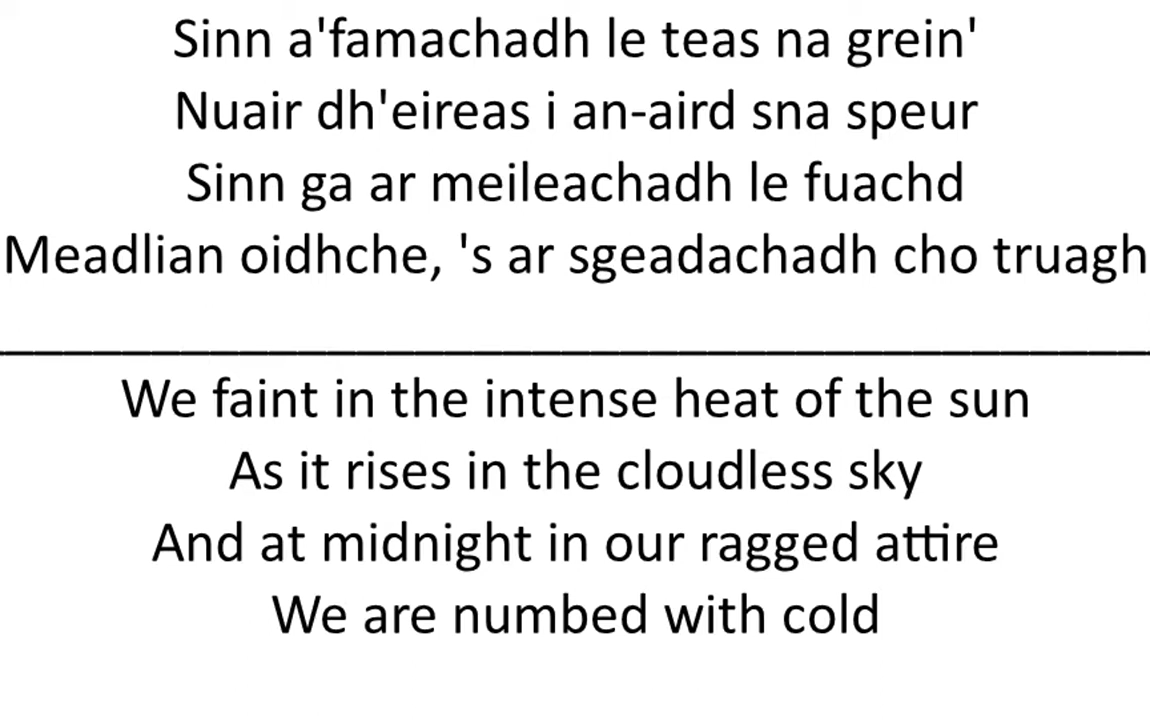 Sinn a'famachadh le teas na grein'
Nuair dh'eireas i an-aird sna speur
Sinn ga ar meileachadh le fuachd
Meadlian oidhche, 's ar sgeadachadh cho truagh
We faint in the intense heat of the sun
As it rises in the cloudless sky
And at midnight in our ragged attire
We are numbed with cold